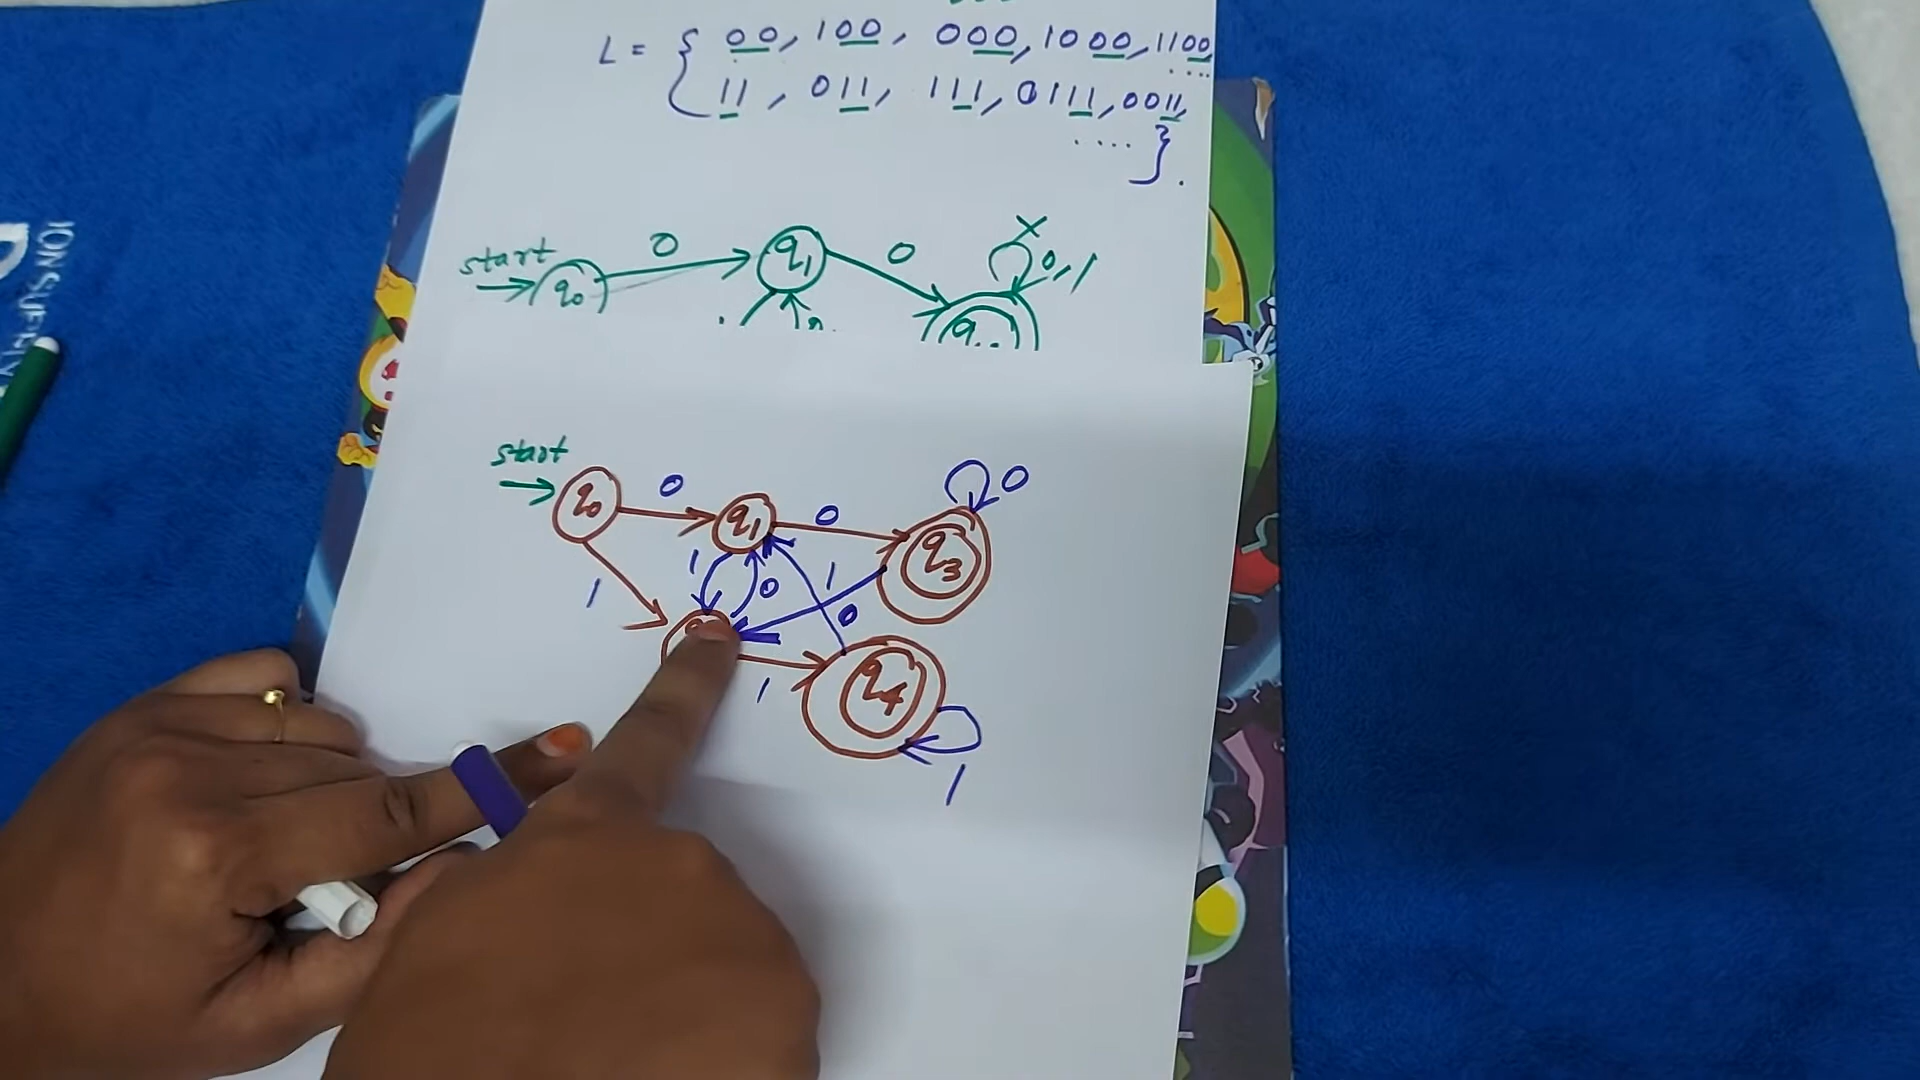 L = { 00, 100, 000, 1000, 1100, ....
11, 011, 111, 0111, 0011, .... }.
start
q0
0
q1
0
x
0,1
start
q0
0
q1
0
q3
0
1
1
0
1
0
1
q4
1